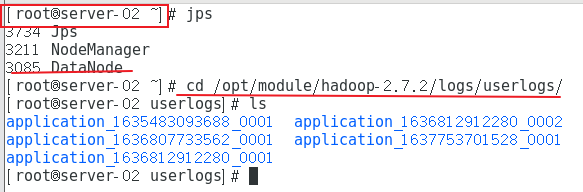 [root@server-02 ~]# jps
3734 Jps
3211 NodeManager
3085 DataNode
[root@server-02 ~]# cd /opt/module/hadoop-2.7.2/logs/userlogs/
[root@server-02 userlogs]# ls
application_1635483093688_0001  application_1636812912280_0002
application_1636807733562_0001  application_1637753701528_0001
application_1636812912280_0001
[root@server-02 userlogs]#